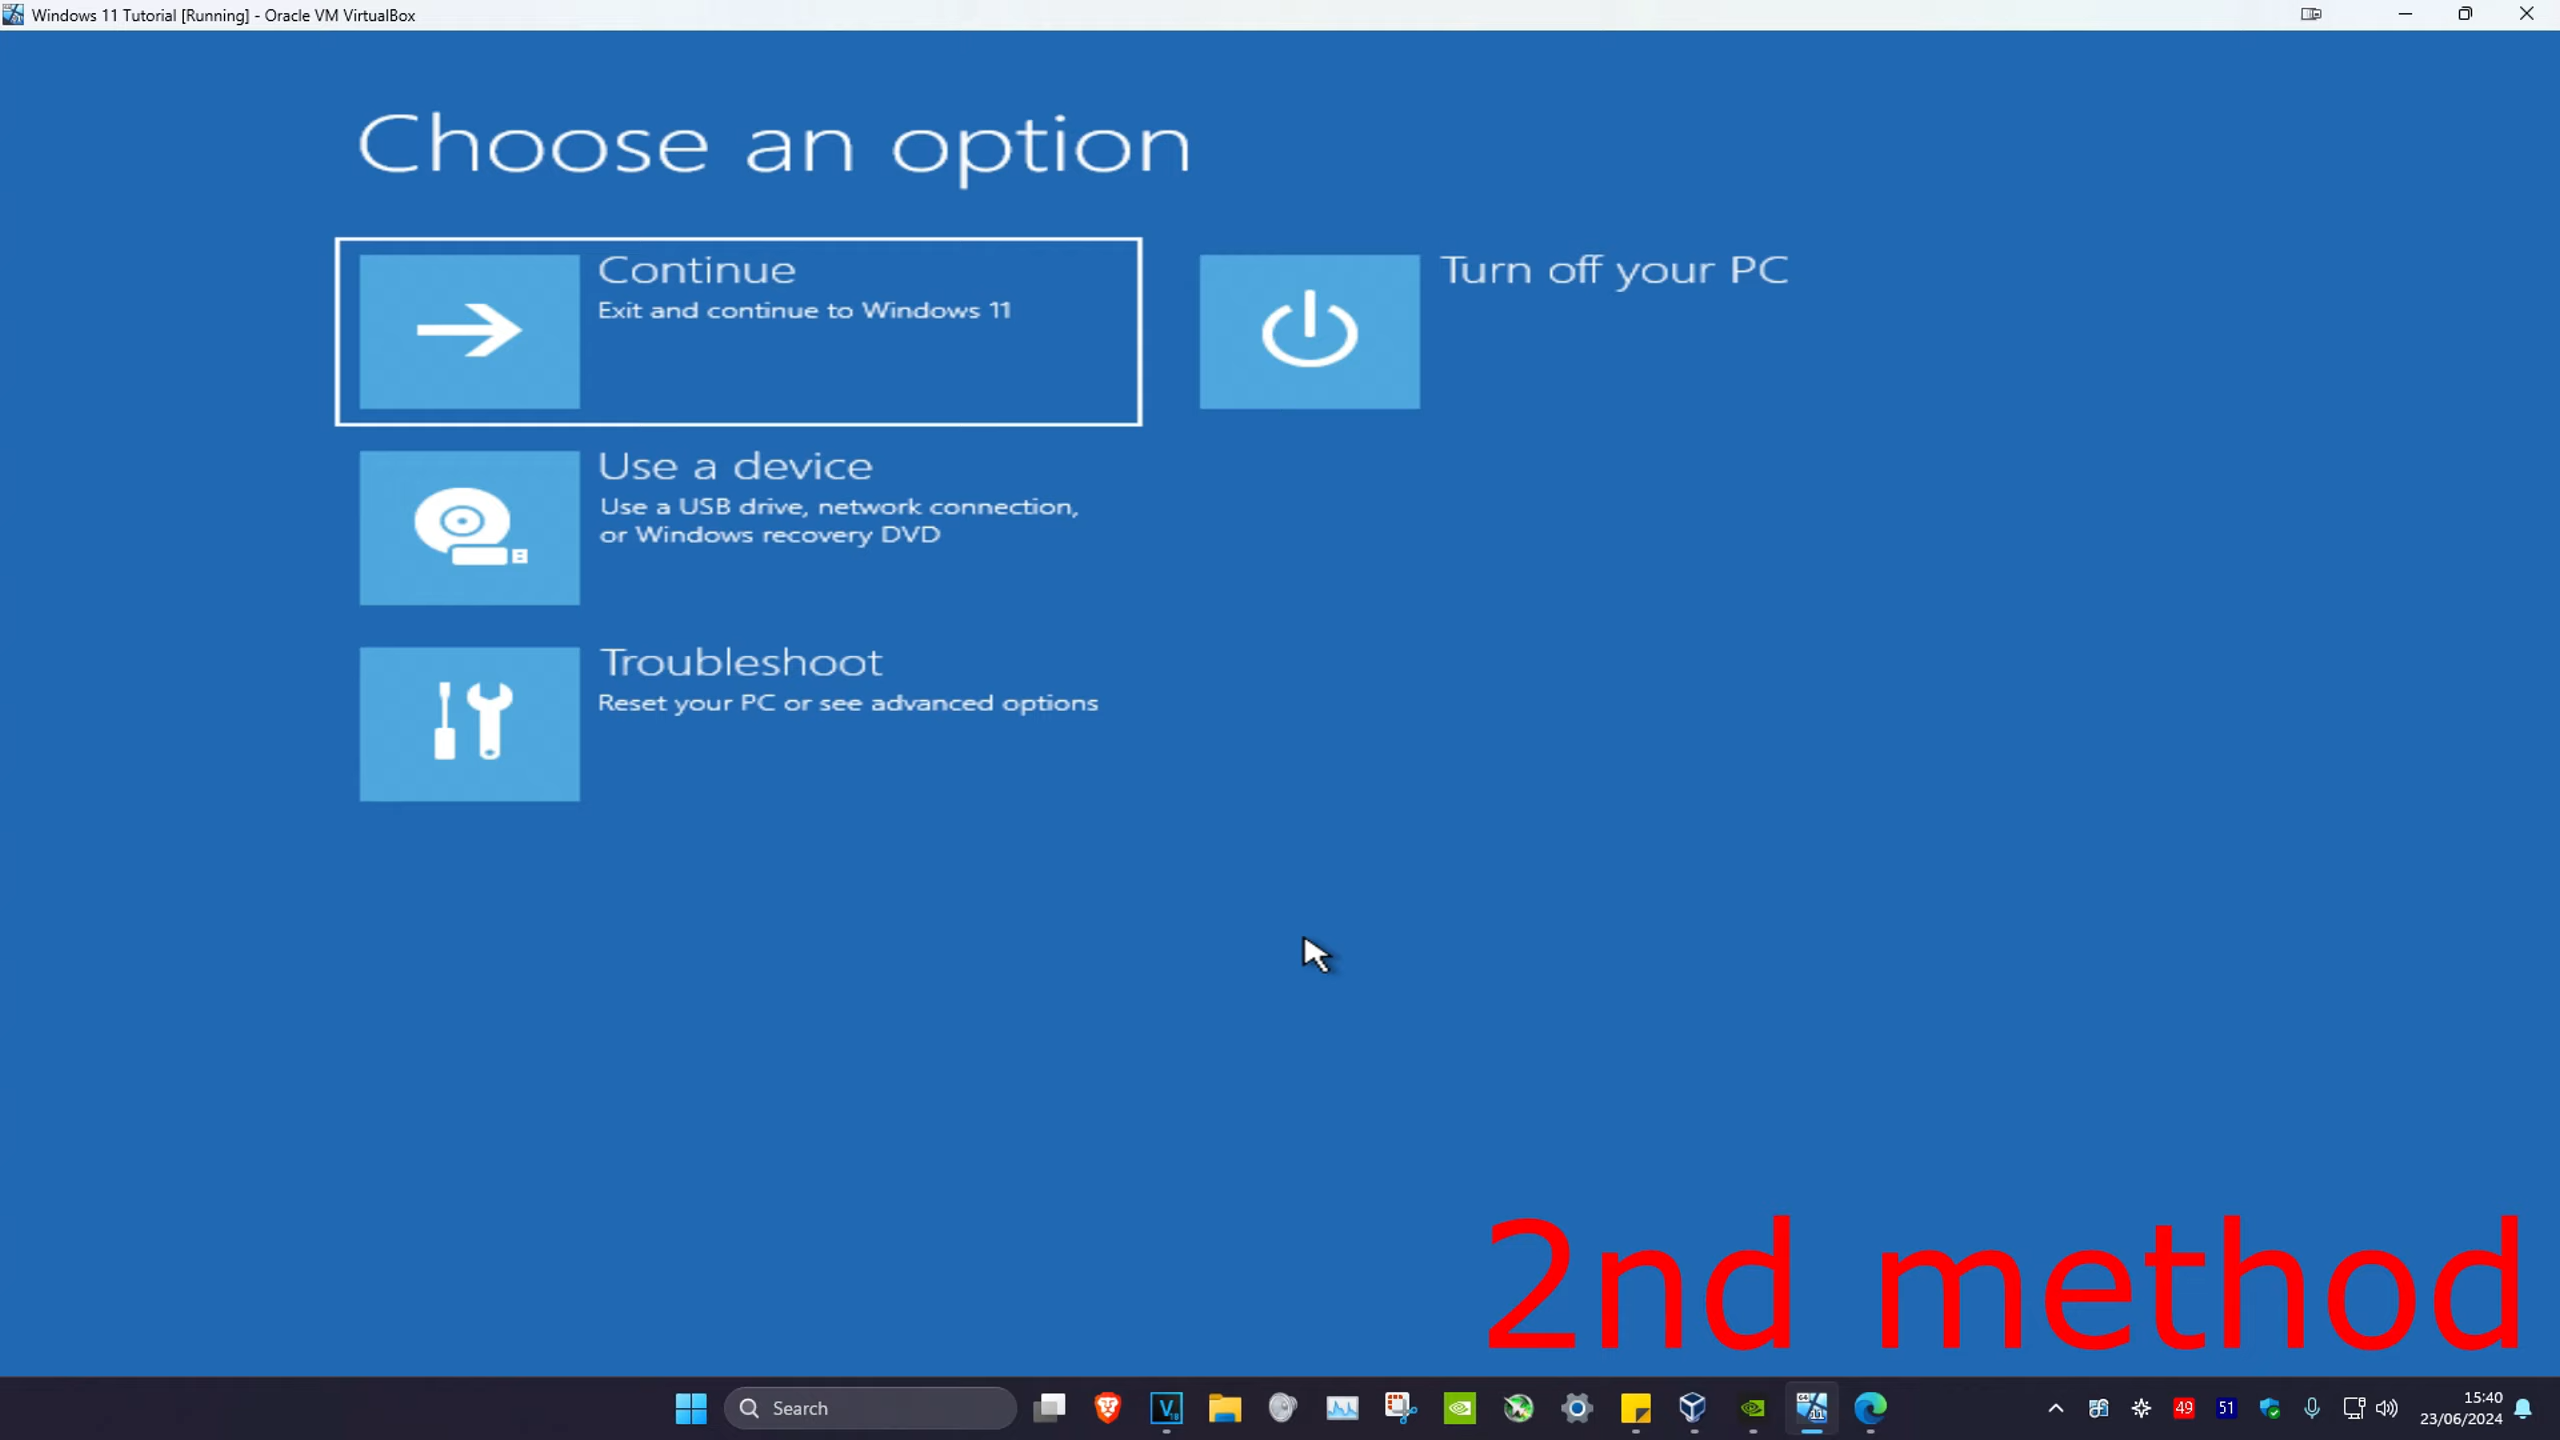 Windows 11 Tutorial [Running] - Oracle VM VirtualBox
Choose an option
Continue
Exit and continue to Windows 11
Turn off your PC
Use a device
Use a USB drive, network connection,
or Windows recovery DVD
Troubleshoot
Reset your PC or see advanced options
2nd method
Search
49
51
15:40
23/06/2024